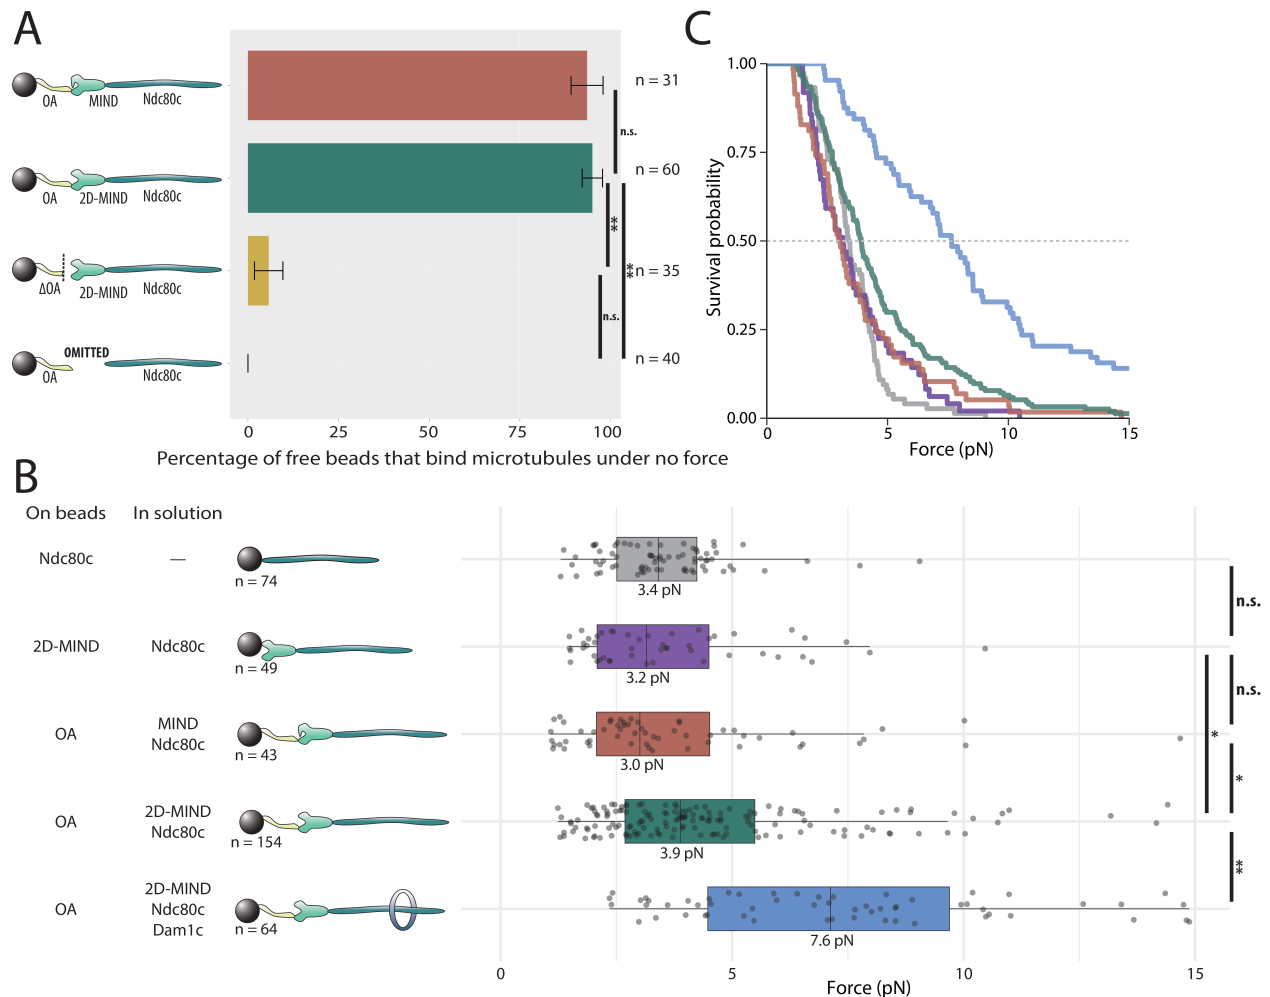 A
OA
MIND
Ndc80c
n = 31
n.s.
OA
2D-MIND
Ndc80c
n = 60
**
ΔOA
2D-MIND
Ndc80c
**
n = 35
n.s.
OMITTED
OA
Ndc80c
n = 40
0
25
50
75
100
Percentage of free beads that bind microtubules under no force
C
Survival probability
1.00
0.75
0.50
0.25
0.00
0
5
10
15
Force (pN)
B
On beads
In solution
Ndc80c
—
n = 74
3.4 pN
n.s.
2D-MIND
Ndc80c
n = 49
3.2 pN
n.s.
OA
MIND
Ndc80c
n = 43
3.0 pN
*
*
OA
2D-MIND
Ndc80c
n = 154
3.9 pN
**
OA
2D-MIND
Ndc80c
Dam1c
n = 64
7.6 pN
0
5
10
15
Force (pN)